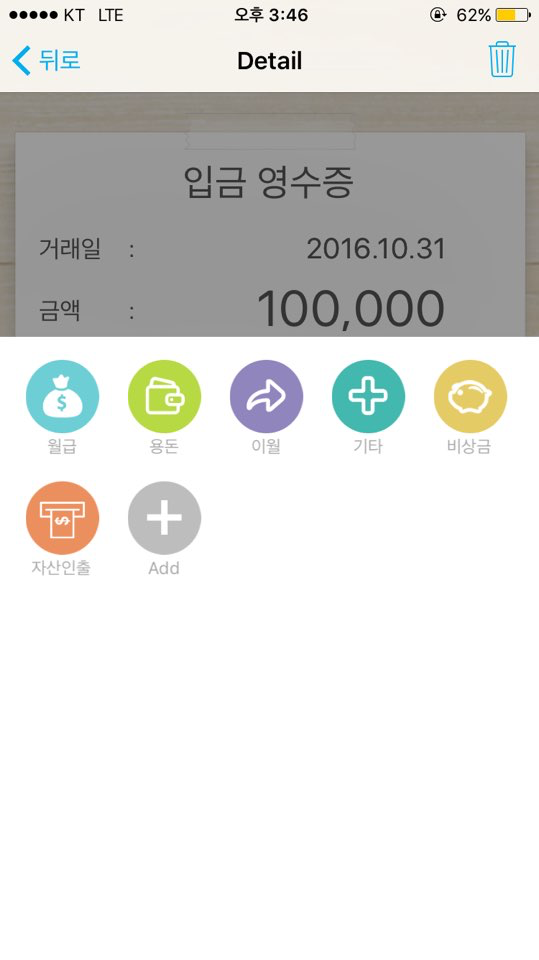 KT LTE 오후 3:46 62%
뒤로 Detail
입금 영수증
거래일 : 2016.10.31
금액 : 100,000
월급 용돈 이월 기타 비상금
자산인출 Add